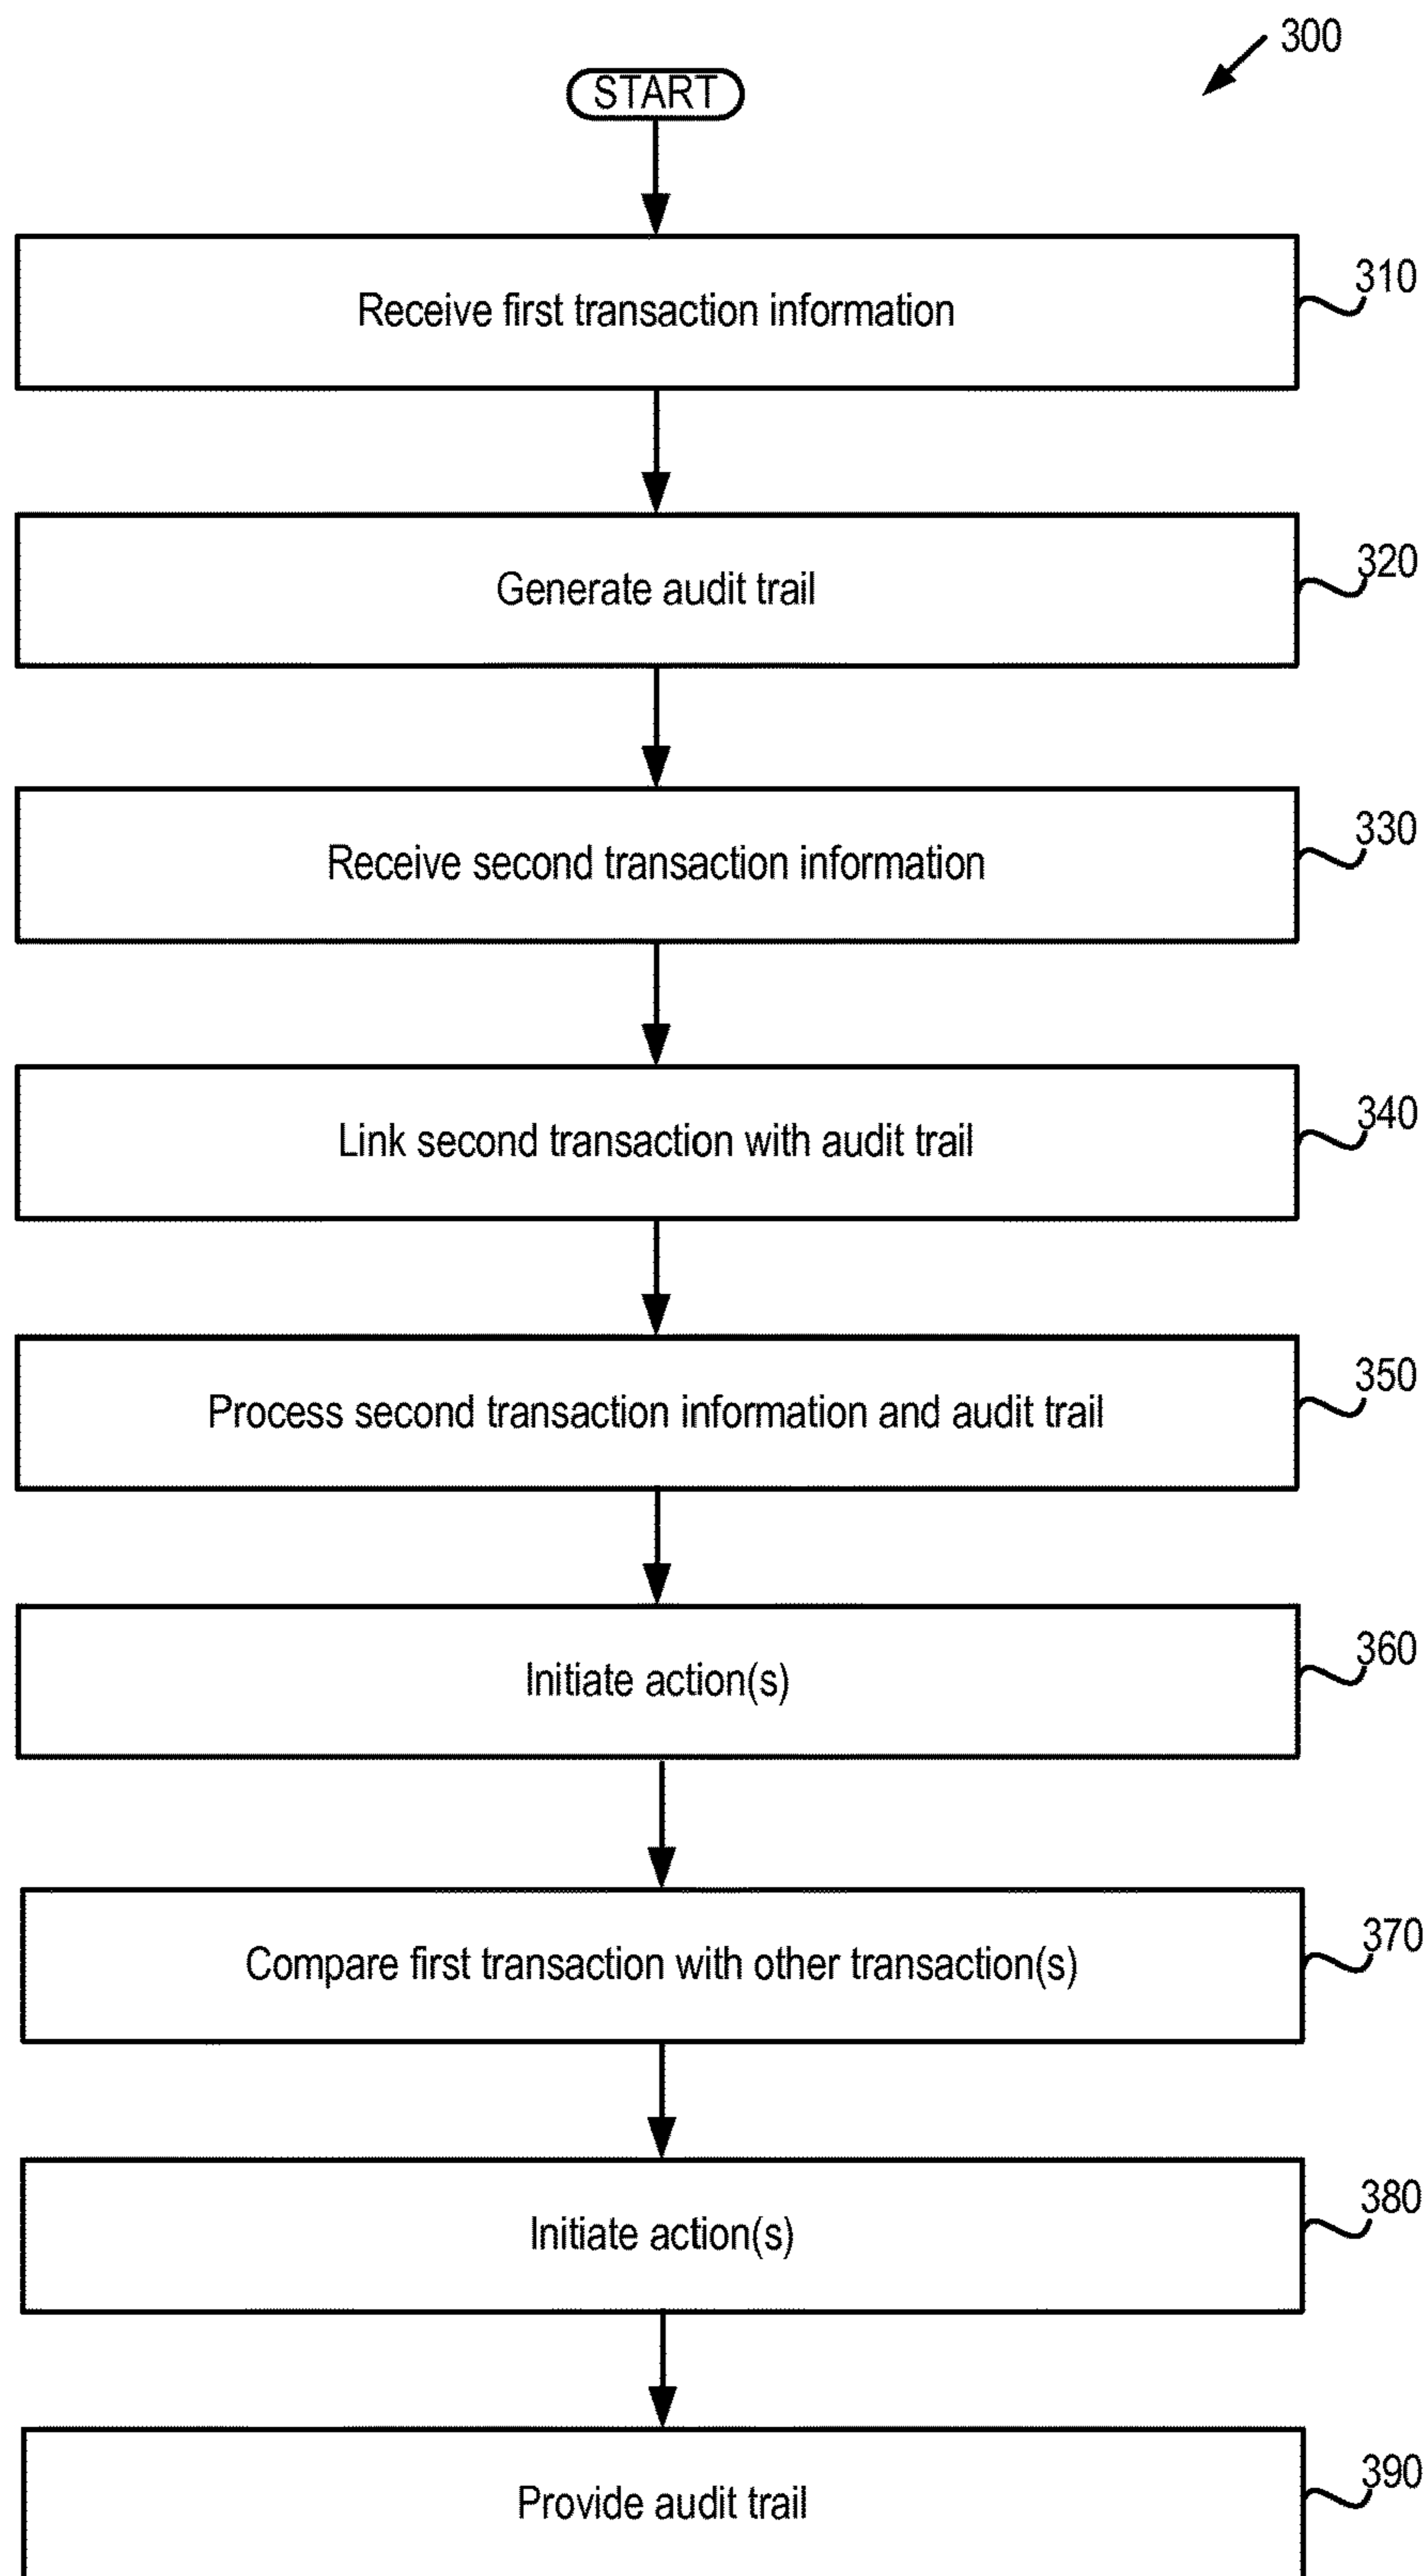 300
START
Receive first transaction information
310
Generate audit trail
320
Receive second transaction information
330
Link second transaction with audit trail
340
Process second transaction information and audit trail
350
Initiate action(s)
360
Compare first transaction with other transaction(s)
370
Initiate action(s)
380
Provide audit trail
390